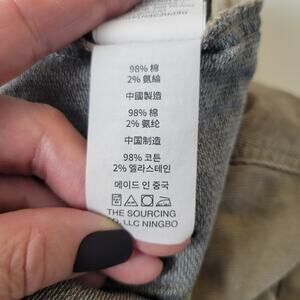 98% 棉
2% 氨綸
中國製造
98% 棉
2% 氨纶
中国制造
98% 코튼
2% 엘라스테인
메이드 인 중국
THE SOURCING
CO, LLC NINGBO